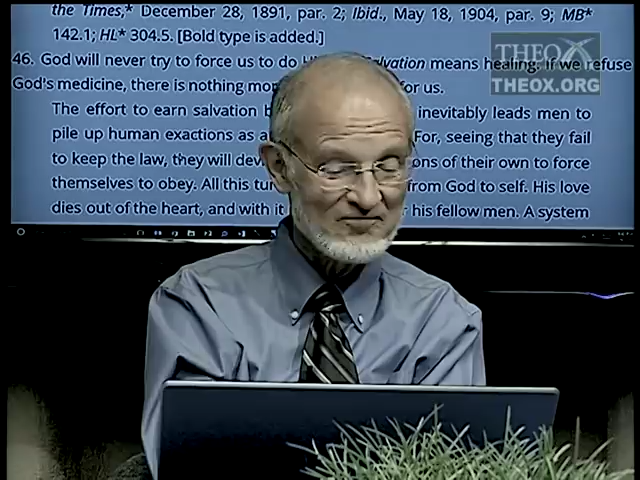 the Times,* December 28, 1891, par. 2; Ibid., May 18, 1904, par. 9; MB*
142.1; HL* 304.5. [Bold type is added.]
46. God will never try to force us to do Salvation means healing. If we refuse
God's medicine, there is nothing for us.
The effort to earn salvation inevitably leads men to
pile up human exactions as a For, seeing that they fail
to keep the law, they will of their own to force
themselves to obey. All this from God to self. His love
dies out of the heart, and with it his fellow men. A system
THEOX
THEOX.ORG